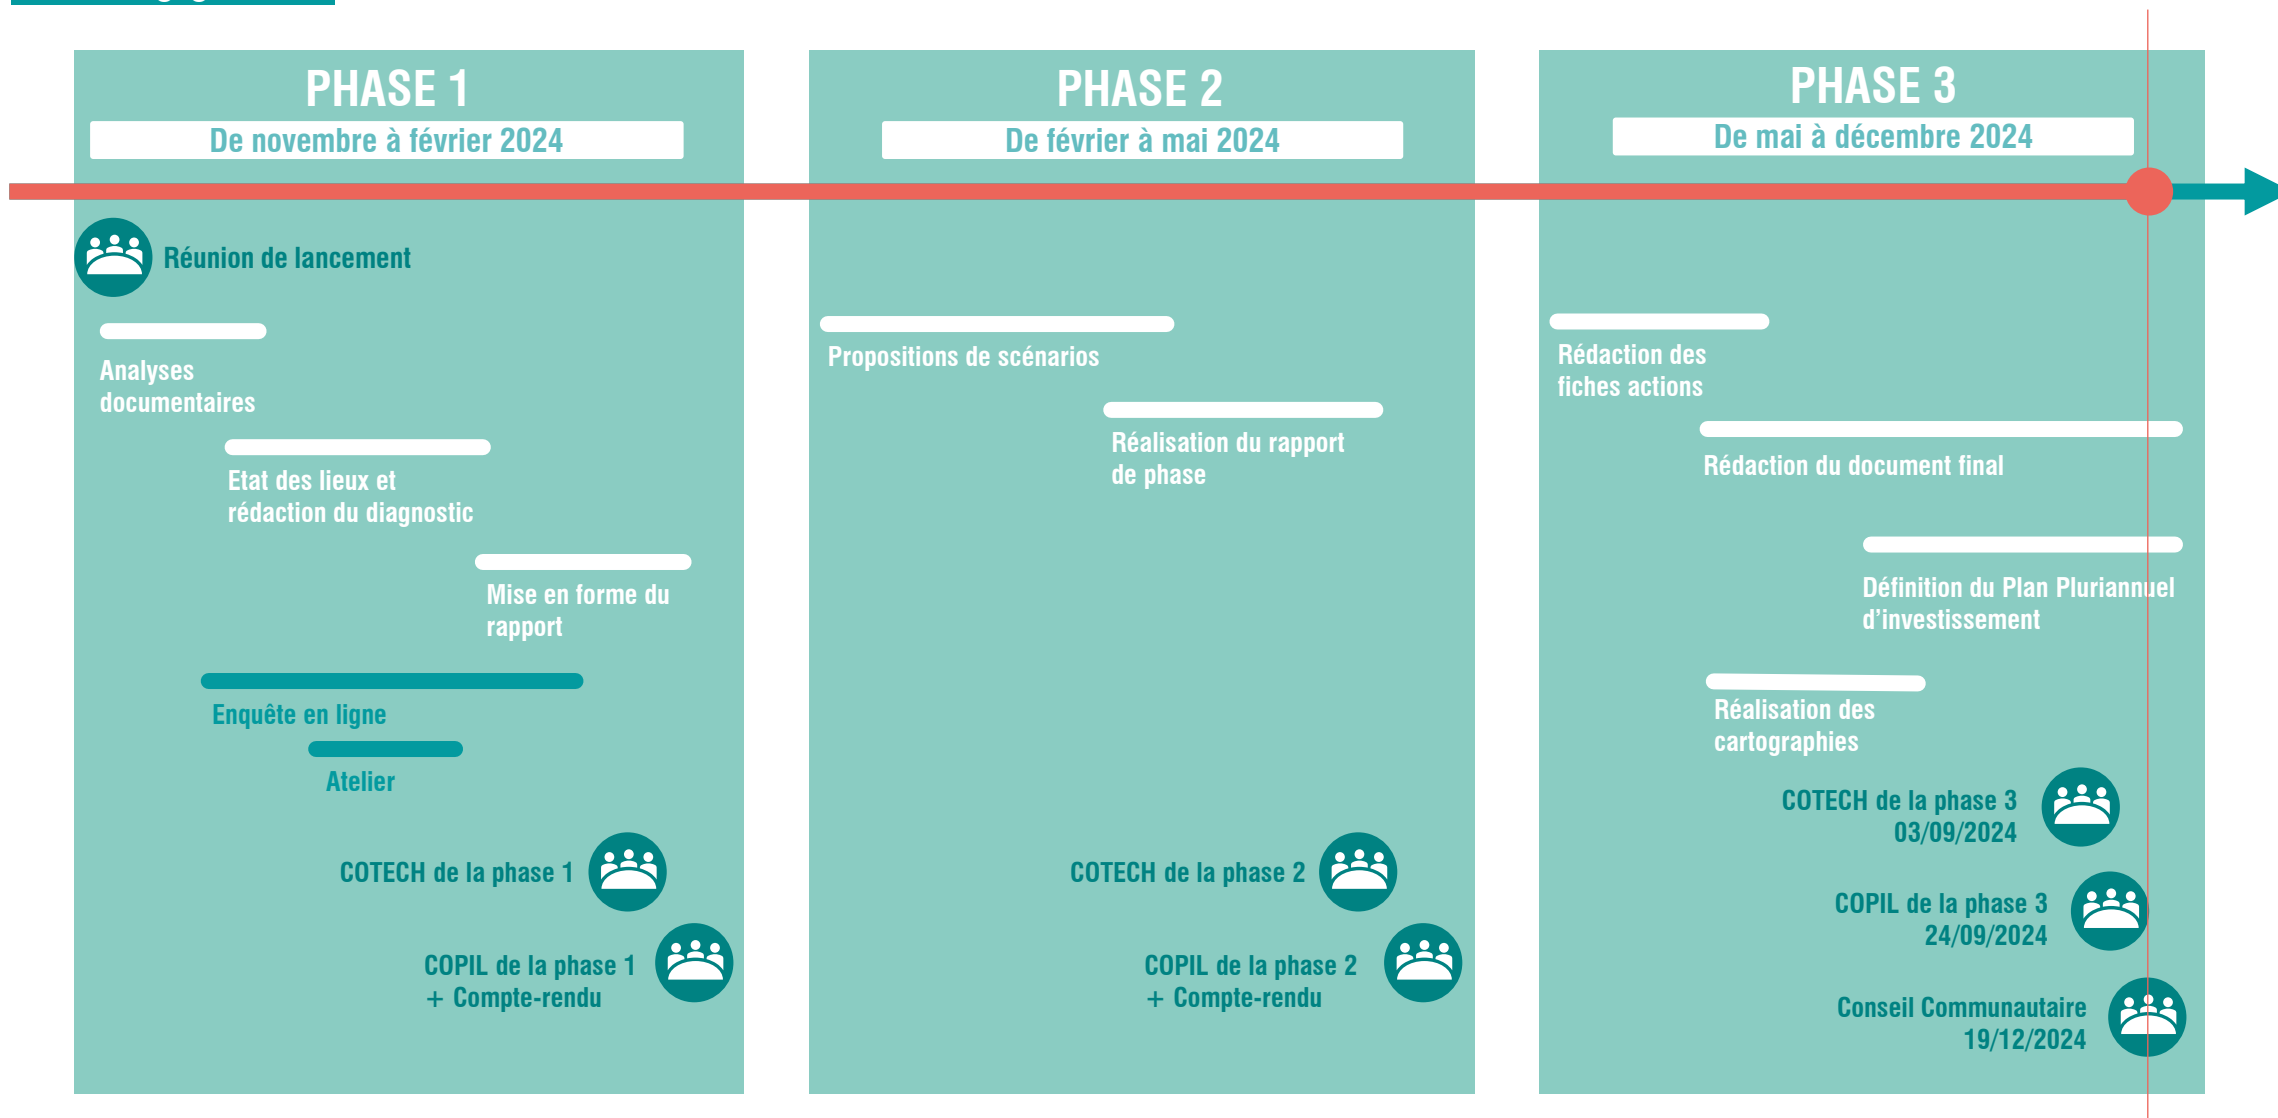 PHASE 1
De novembre à février 2024
Réunion de lancement
Analyses
documentaires
Etat des lieux et
rédaction du diagnostic
Mise en forme du
rapport
Enquête en ligne
Atelier
COTECH de la phase 1
COPIL de la phase 1
+ Compte-rendu
PHASE 2
De février à mai 2024
Propositions de scénarios
Réalisation du rapport
de phase
COTECH de la phase 2
COPIL de la phase 2
+ Compte-rendu
PHASE 3
De mai à décembre 2024
Rédaction des
fiches actions
Rédaction du document final
Définition du Plan Pluriannuel
d’investissement
Réalisation des
cartographies
COTECH de la phase 3
03/09/2024
COPIL de la phase 3
24/09/2024
Conseil Communautaire
19/12/2024